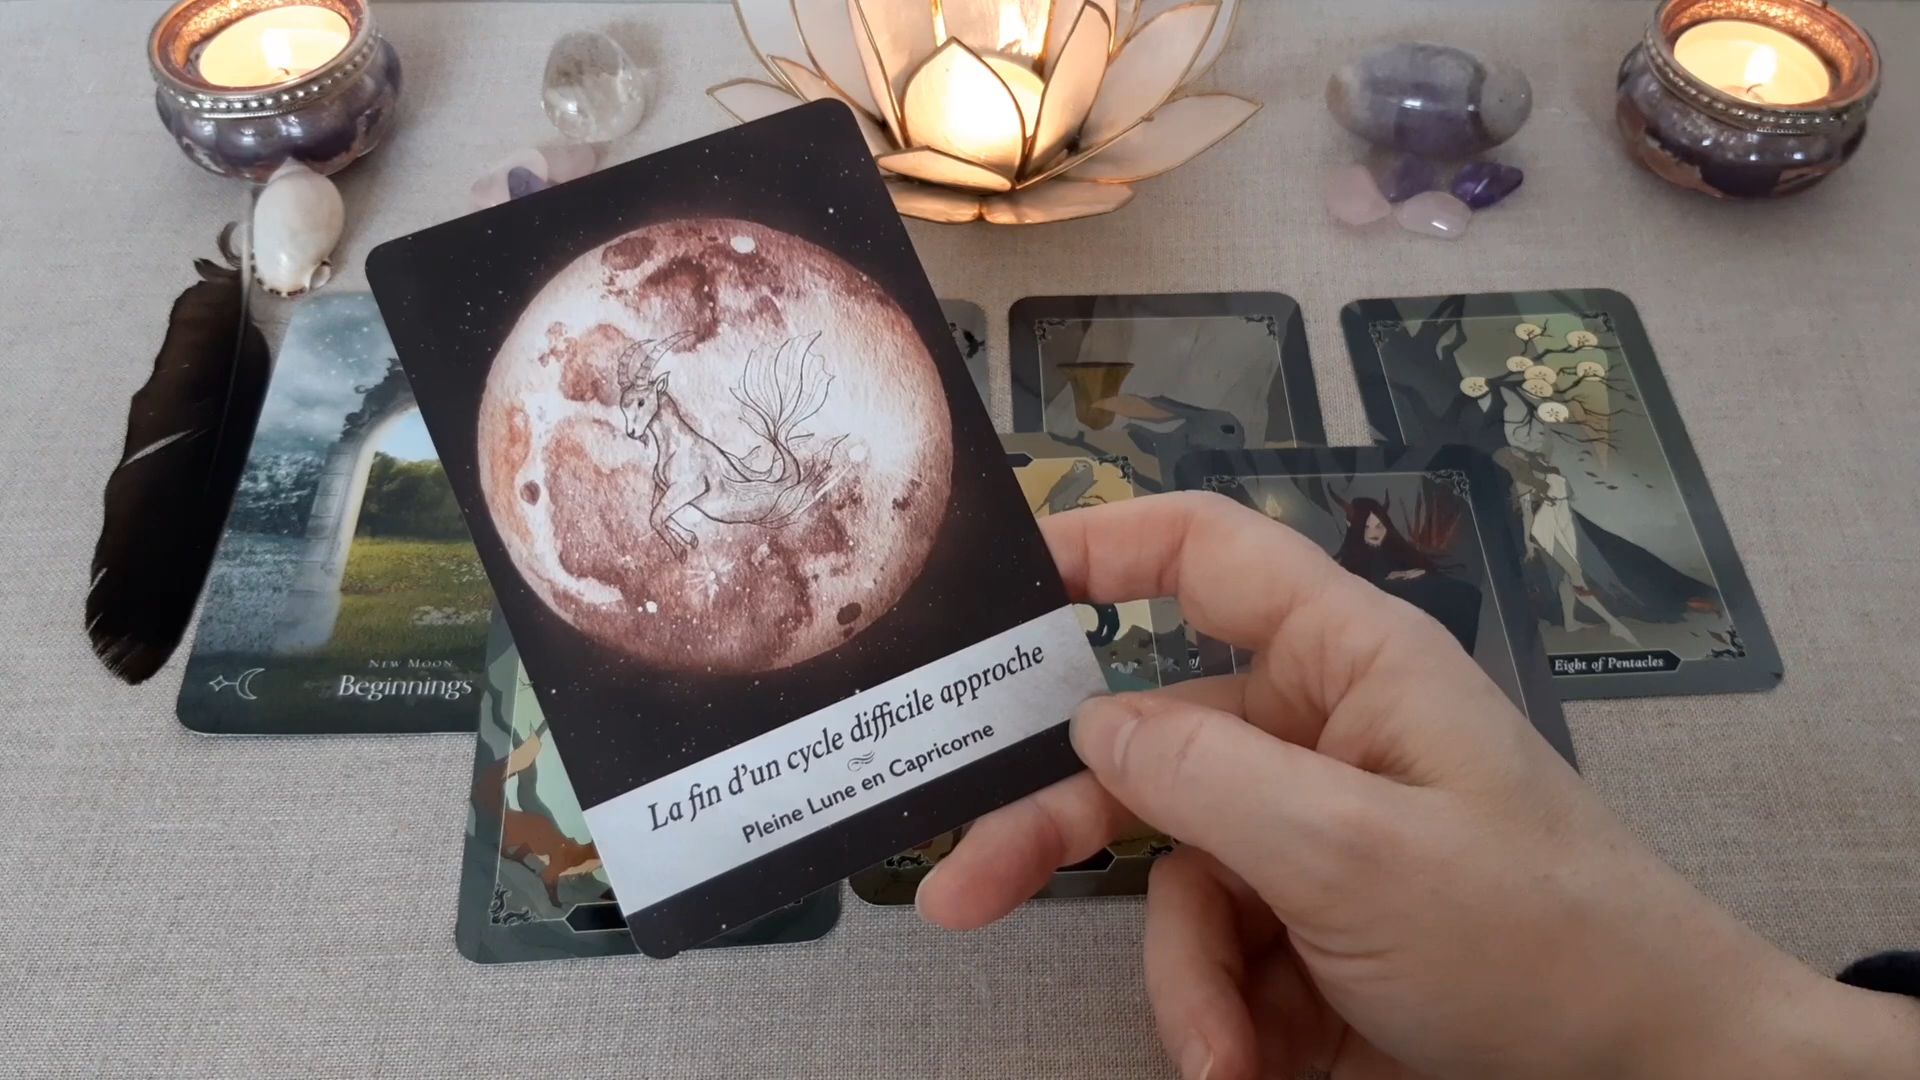 La fin d'un cycle difficile approche
Pleine Lune en Capricorne
NEW MOON
Beginnings
Eight of Pentacles